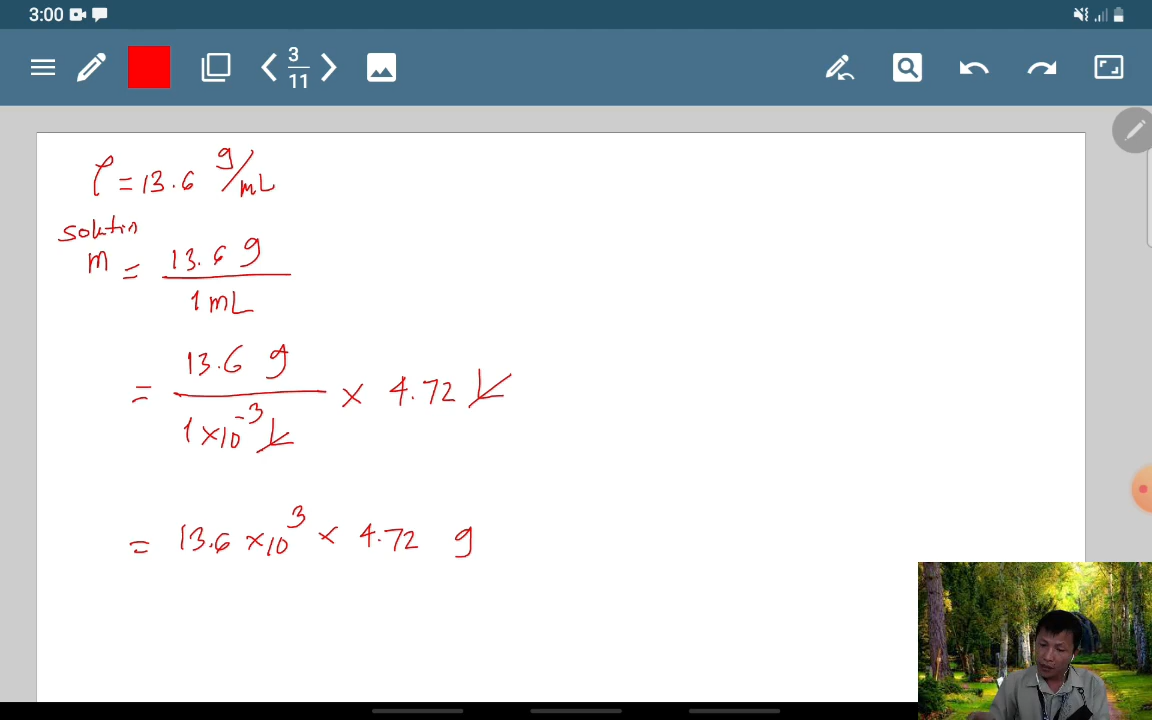 3:00
3
11
ρ = 13.6 g/mL
solution
m = 13.6 g
1 mL
= 13.6 g × 4.72 L
1 × 10⁻³ L
= 13.6 × 10³ × 4.72 g